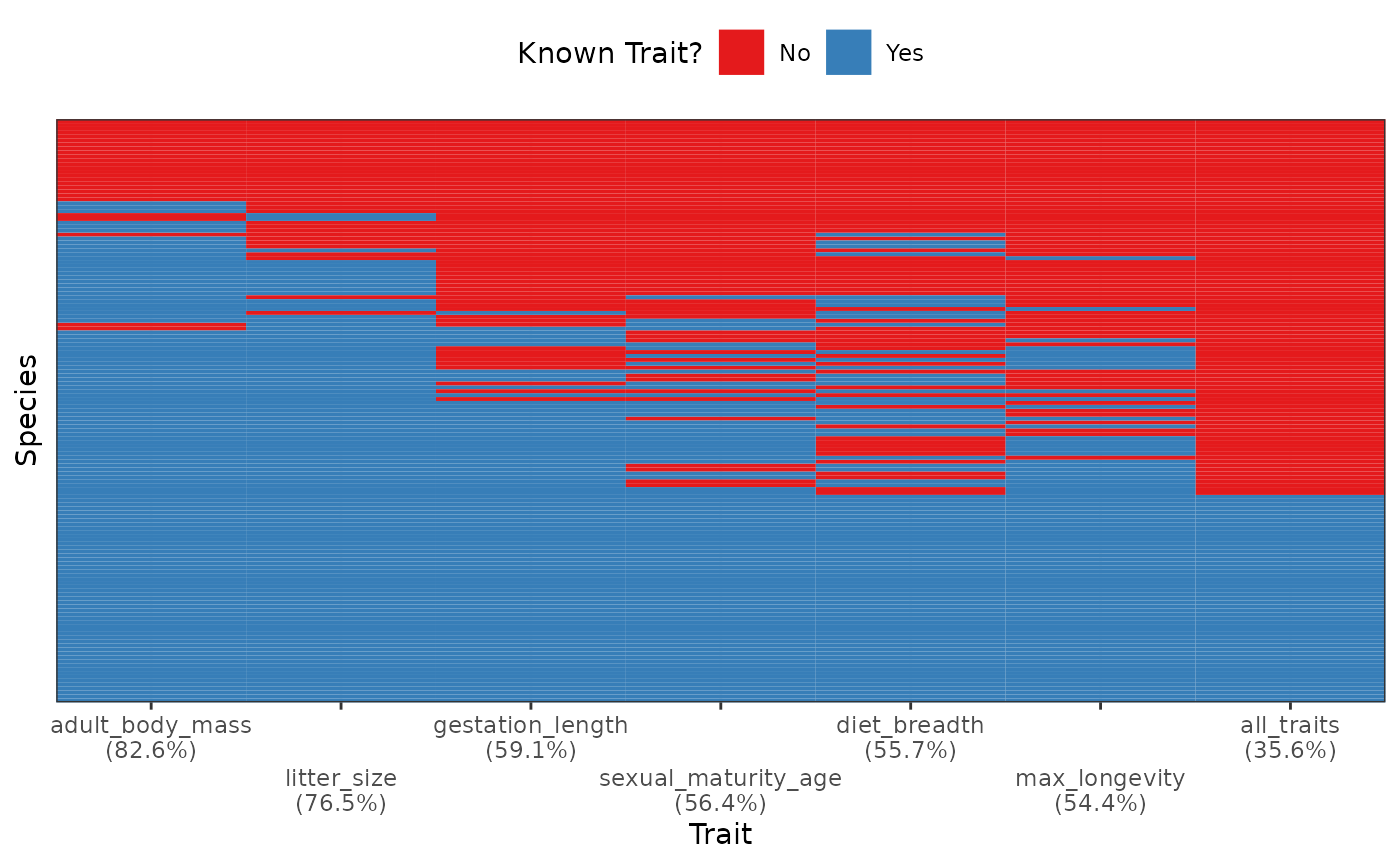 Known Trait? No Yes
Species
adult_body_mass
(82.6%)
litter_size
(76.5%)
gestation_length
(59.1%)
sexual_maturity_age
(56.4%)
diet_breadth
(55.7%)
max_longevity
(54.4%)
all_traits
(35.6%)
Trait